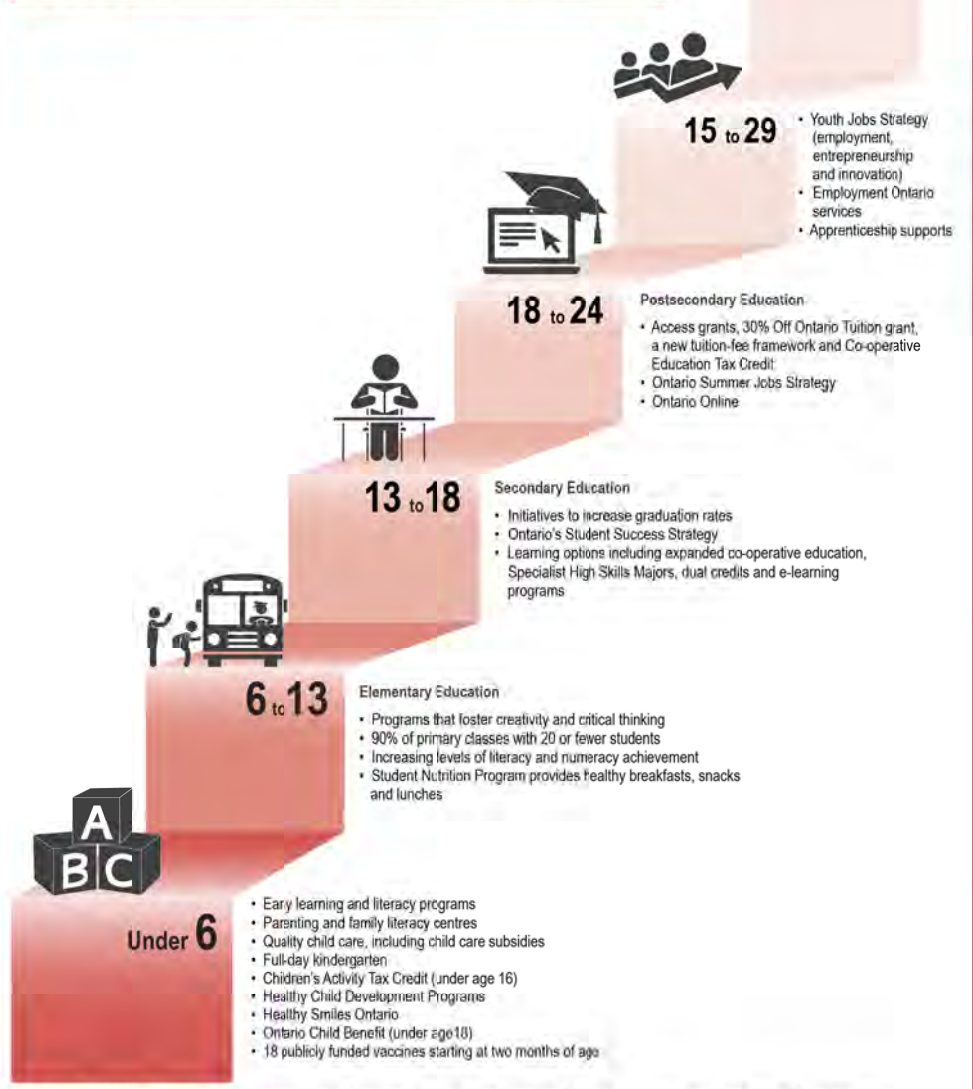 15 to 29
• Youth Jobs Strategy
(employment,
entrepreneurship
and innovation)
• Employment Ontario
services
• Apprenticeship supports
18 to 24
Postsecondary Education
• Access grants, 30% Off Ontario Tuition grant,
a new tuition-fee framework and Co-operative
Education Tax Credit
• Ontario Summer Jobs Strategy
• Ontario Online
13 to 18
Secondary Education
• Initiatives to increase graduation rates
• Ontario's Student Success Strategy
• Learning options including expanded co-operative education,
Specialist High Skills Majors, dual credits and e-learning
programs
6 to 13
Elementary Education
• Programs that foster creativity and critical thinking
• 90% of primary classes with 20 or fewer students
• Increasing levels of literacy and numeracy achievement
• Student Nutrition Program provides healthy breakfasts, snacks
and lunches
A
B C
Under 6
• Early learning and literacy programs
• Parenting and family literacy centres
• Quality child care, including child care subsidies
• Full-day kindergarten
• Children's Activity Tax Credit (under age 16)
• Healthy Child Development Programs
• Healthy Smiles Ontario
• Ontario Child Benefit (under age18)
• 18 publicly funded vaccines starting at two months of age